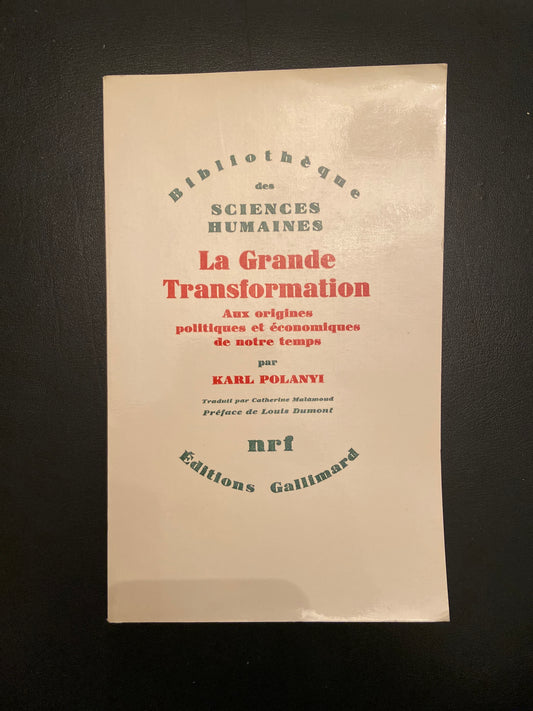 Bibliothèque
des
SCIENCES
HUMAINES
La Grande
Transformation
Aux origines
politiques et économiques
de notre temps
par
KARL POLANYI
Traduit par Catherine Malamoud
Préface de Louis Dumont
nrf
Éditions Gallimard